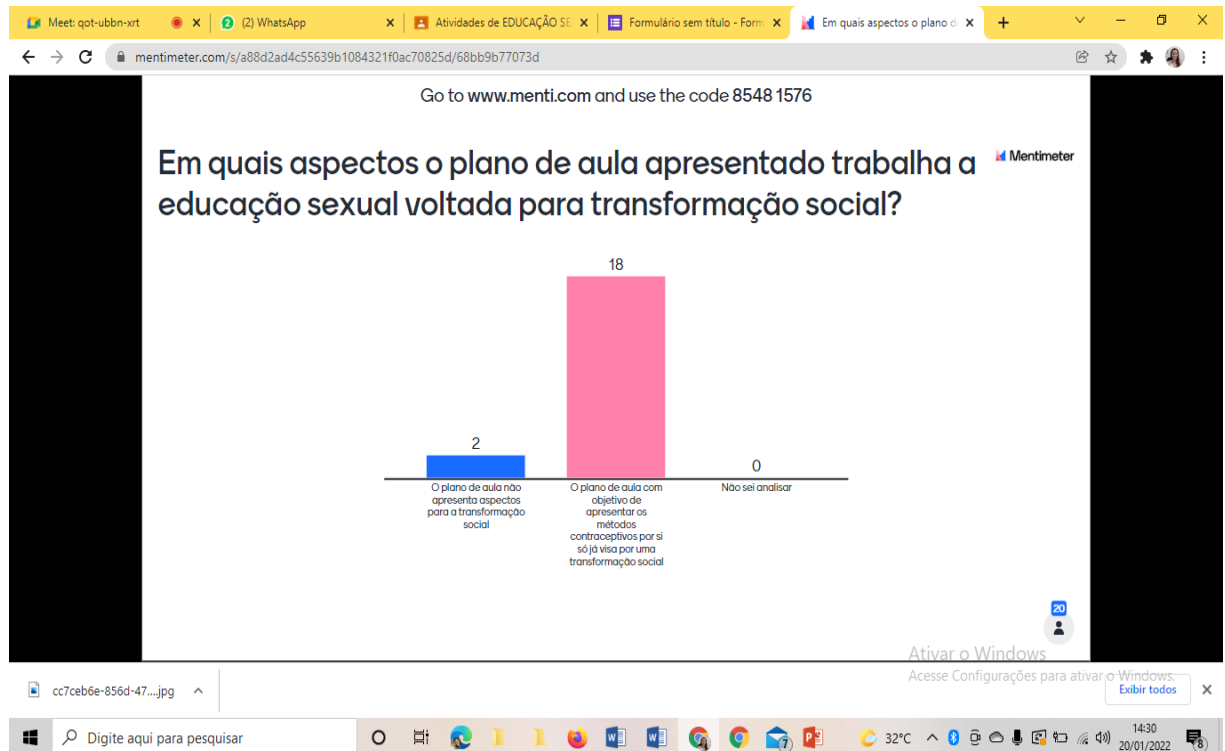 Meet: qot-ubbn-xrt
(2) WhatsApp
Atividades de EDUCAÇÃO SE
Formulário sem título - Form
Em quais aspectos o plano d
mentimeter.com/s/a88d2ad4c55639b1084321f0ac70825d/68bb9b77073d
Go to www.menti.com and use the code 8548 1576
Em quais aspectos o plano de aula apresentado trabalha a
educação sexual voltada para transformação social?
Mentimeter
18
2
0
O plano de aula não
apresenta aspectos
para a transformação
social
O plano de aula com
objetivo de
apresentar os
métodos
contraceptivos por si
só já visa por uma
transformação social
Não sei analisar
20
Ativar o Windows
Acesse Configurações para ativar o Windows.
cc7ceb6e-856d-47....jpg
Exibir todos
Digite aqui para pesquisar
32°C
14:30
20/01/2022